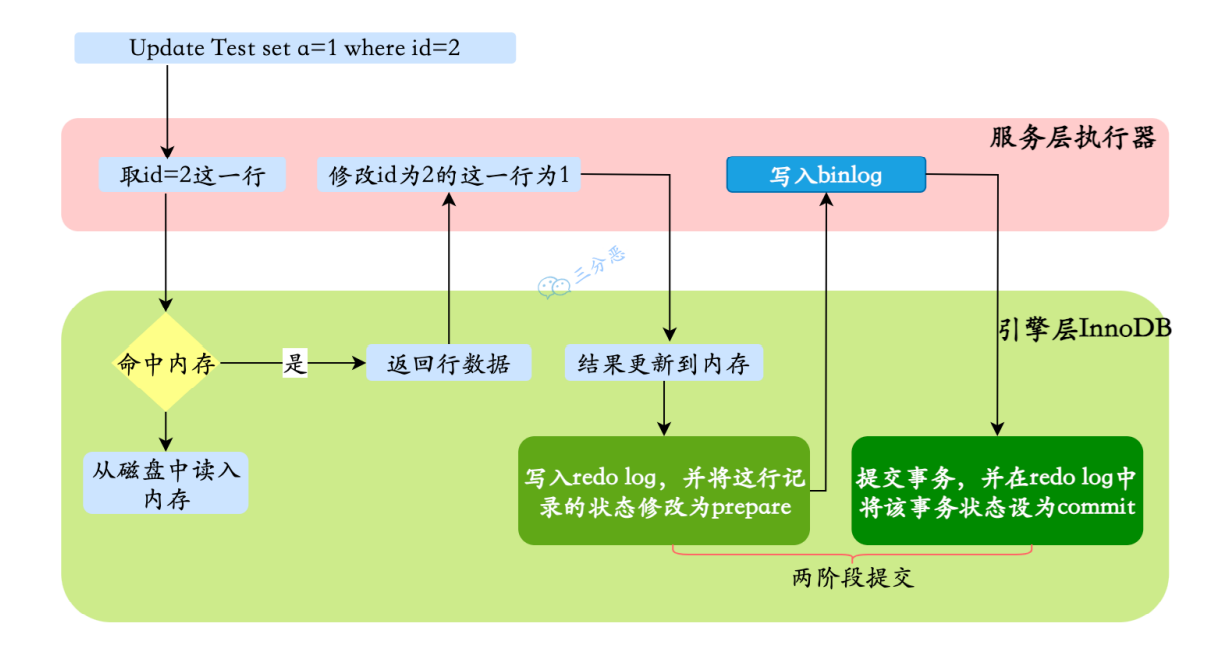 Update Test set a=1 where id=2
服务层执行器
取id=2这一行
修改id为2的这一行为1
写入binlog
三分恶
引擎层InnoDB
命中内存
是
返回行数据
结果更新到内存
从磁盘中读入
内存
写入redo log，并将这行记
录的状态修改为prepare
提交事务，并在redo log中
将该事务状态设为commit
两阶段提交